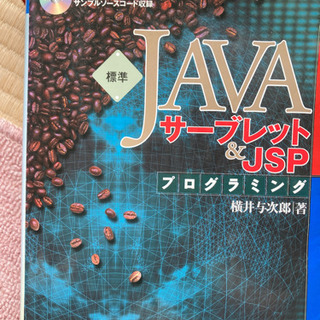 サンプルソースコード収録
標準
JAVA
サーブレット
&JSP
プログラミング
横井与次郎 著